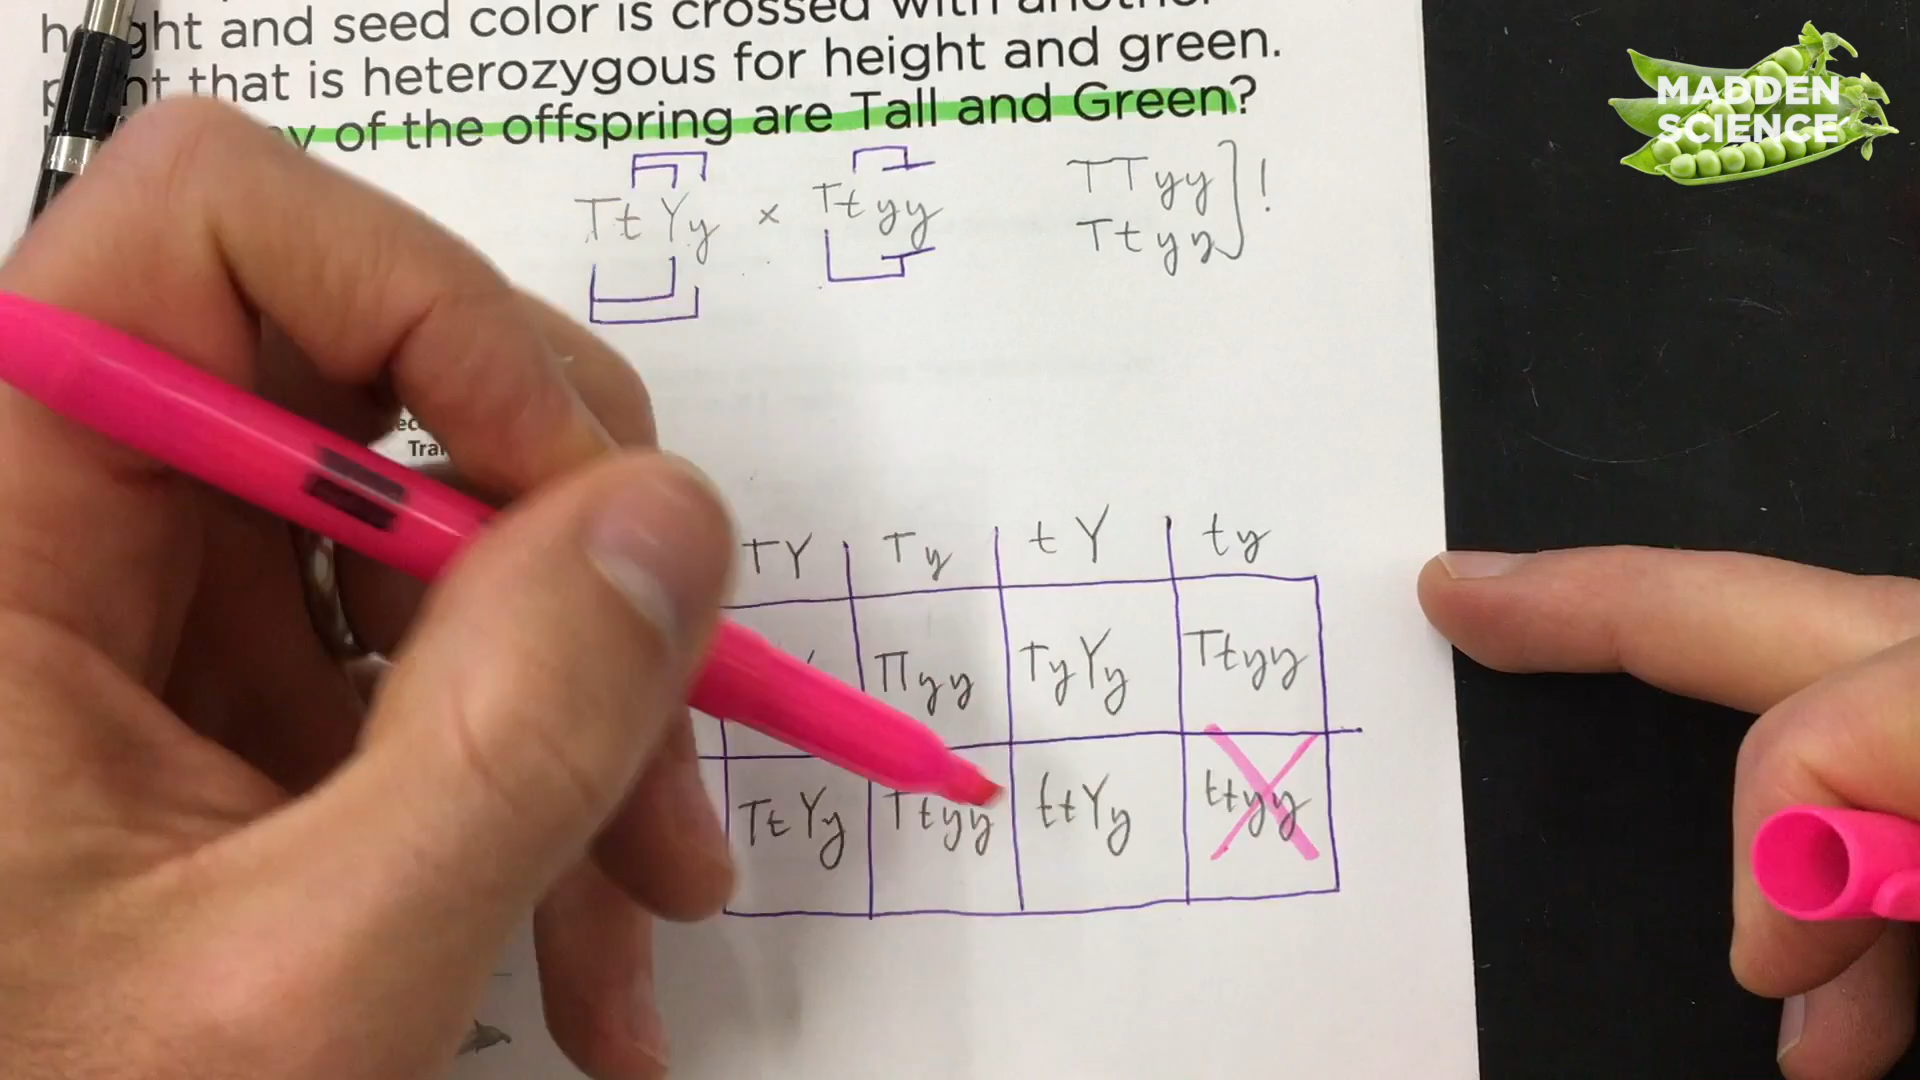 height and seed color is crossed with another
plant that is heterozygous for height and green.
of the offspring are Tall and Green?
MADDEN
SCIENCE
TtYy × Ttyy
TTyy
Ttyy
!
TY Ty tY ty
TTyy TyYy Ttyy
TtYy Ttyy ttYy ttyy